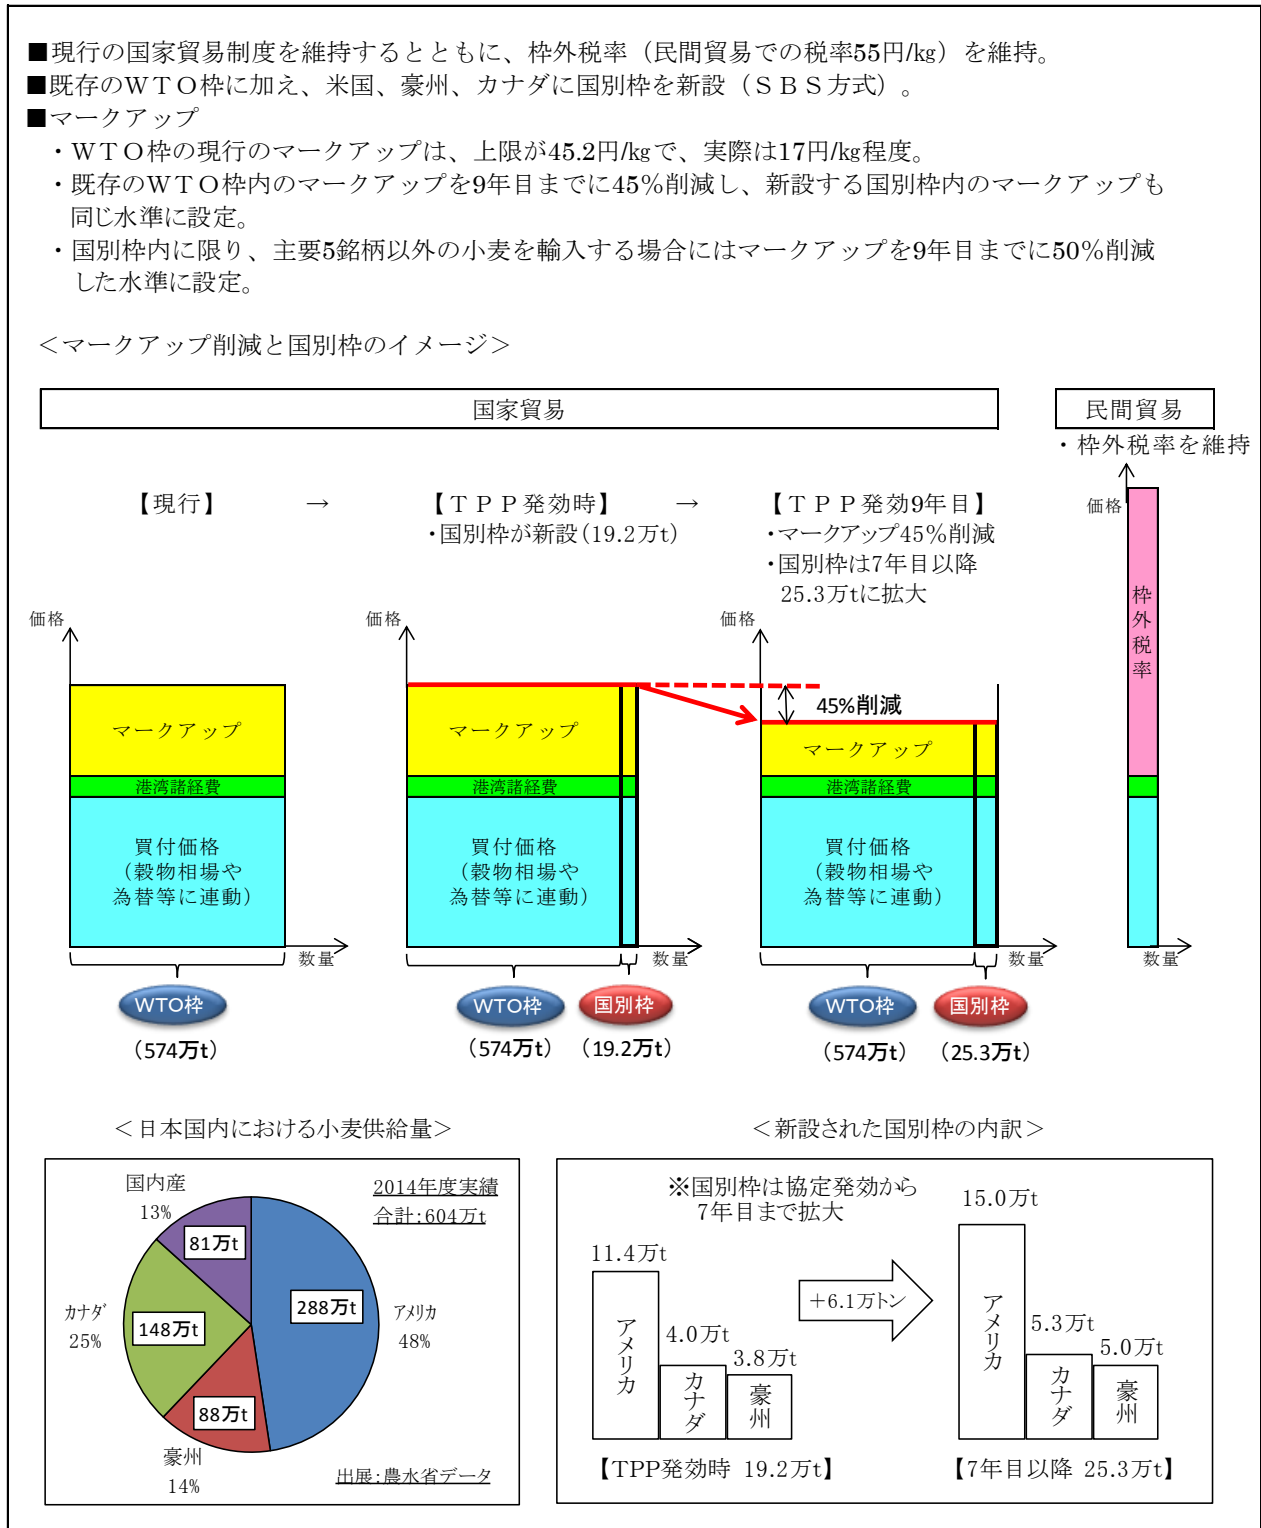 ■現行の国家貿易制度を維持するとともに、枠外税率（民間貿易での税率55円/㎏）を維持。
■既存のＷＴＯ枠に加え、米国、豪州、カナダに国別枠を新設（ＳＢＳ方式）。
■マークアップ
・ＷＴＯ枠の現行のマークアップは、上限が45.2円/㎏で、実際は17円/㎏程度。
・既存のＷＴＯ枠内のマークアップを9年目までに45％削減し、新設する国別枠内のマークアップも
同じ水準に設定。
・国別枠内に限り、主要5銘柄以外の小麦を輸入する場合にはマークアップを9年目までに50％削減
した水準に設定。
＜マークアップ削減と国別枠のイメージ＞
国家貿易
民間貿易
・枠外税率を維持
【現行】
→
【ＴＰＰ発効時】
・国別枠が新設（19.2万t）
→
【ＴＰＰ発効9年目】
・マークアップ45％削減
・国別枠は7年目以降
25.3万tに拡大
価格
枠外税率
価格
マークアップ
港湾諸経費
買付価格
（穀物相場や
為替等に連動）
数量
WTO枠
（574万t）
価格
マークアップ
港湾諸経費
買付価格
（穀物相場や
為替等に連動）
数量
WTO枠
国別枠
（574万t）
（19.2万t）
価格
45%削減
マークアップ
港湾諸経費
買付価格
（穀物相場や
為替等に連動）
数量
WTO枠
国別枠
（574万t）
（25.3万t）
＜日本国内における小麦供給量＞
2014年度実績
合計：604万t
国内産
13%
81万t
カナダ
25%
148万t
288万t
アメリカ
48%
88万t
豪州
14%
出展：農水省データ
＜新設された国別枠の内訳＞
※国別枠は協定発効から
7年目まで拡大
11.4万t
アメリカ
4.0万t
カナダ
3.8万t
豪州
＋6.1万トン
15.0万t
アメリカ
5.3万t
カナダ
5.0万t
豪州
【TPP発効時 19.2万t】
【7年目以降 25.3万t】